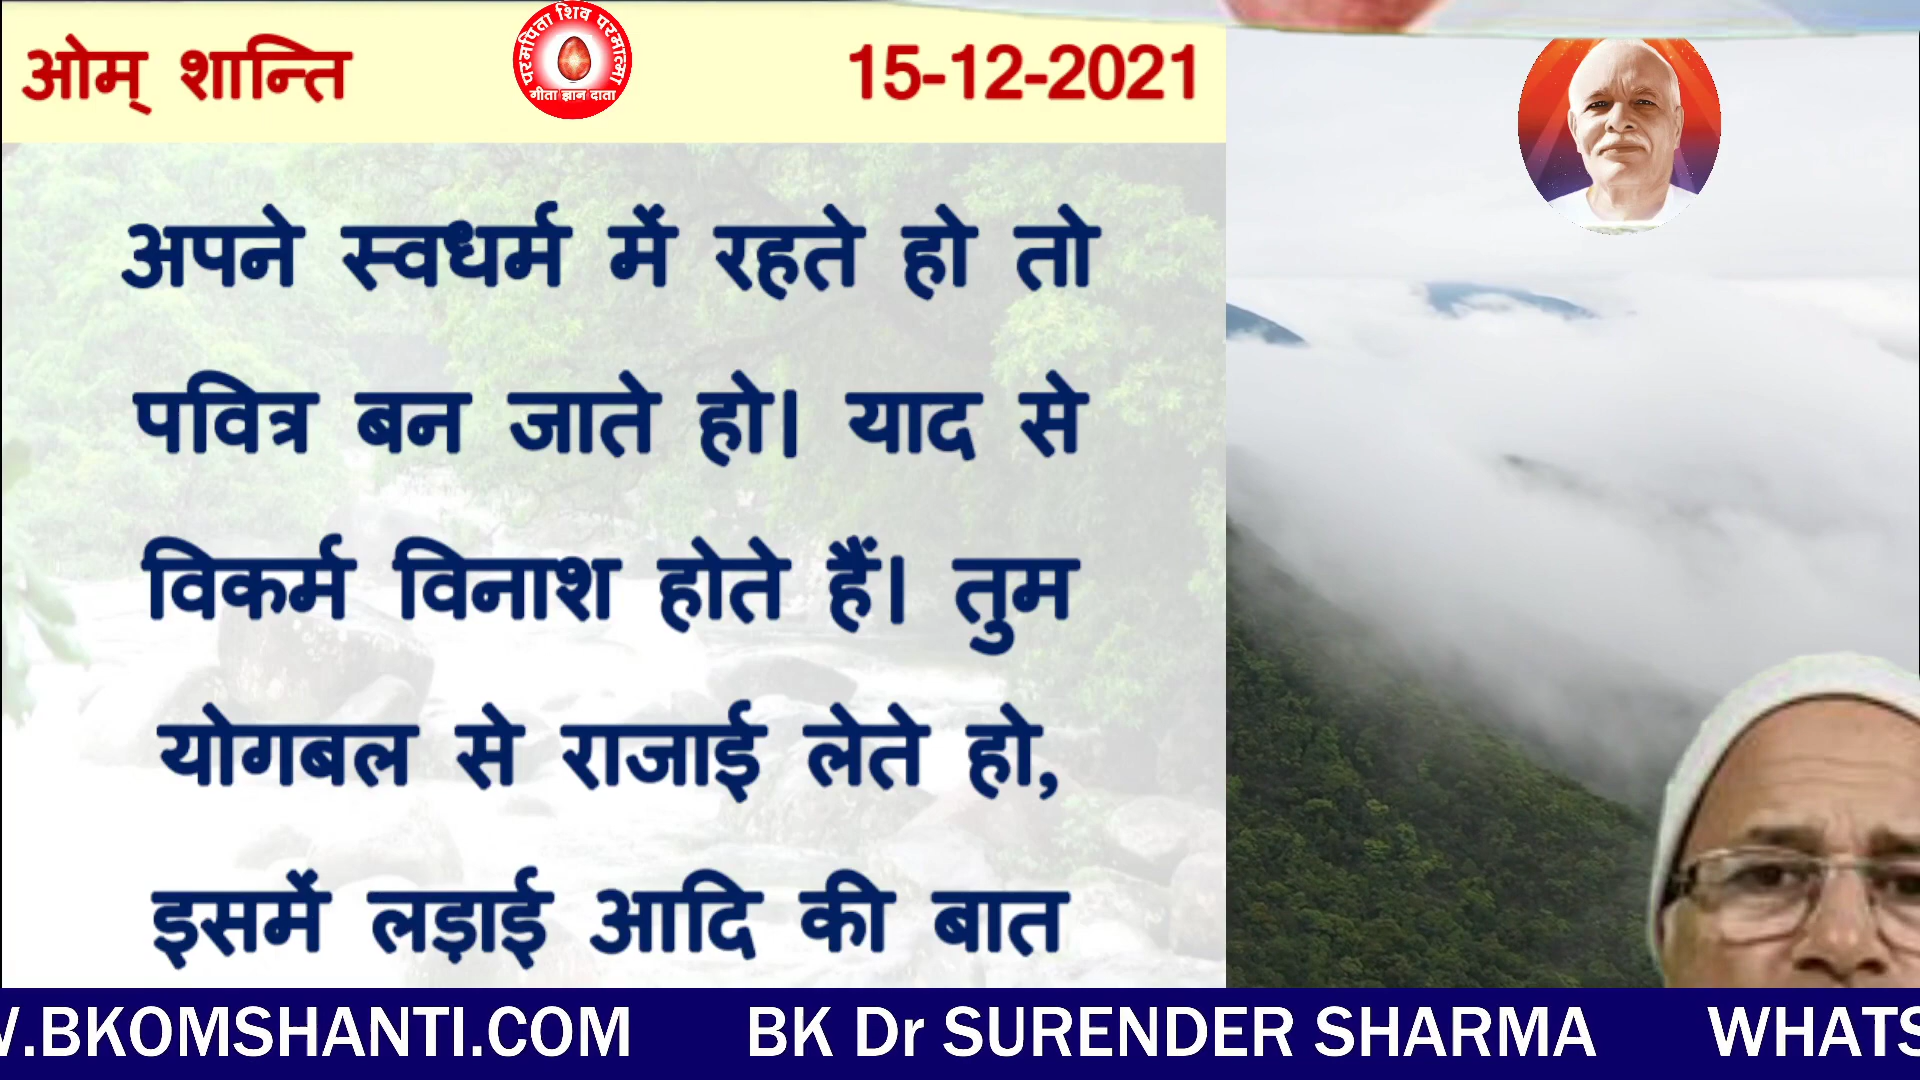 ओम् शान्ति
परमपिता शिव परमात्मा
गीता ज्ञान दाता
15-12-2021
अपने स्वधर्म में रहते हो तो
पवित्र बन जाते हो। याद से
विकर्म विनाश होते हैं। तुम
योगबल से राजाई लेते हो,
इसमें लड़ाई आदि की बात
.BKOMSHANTI.COM BK Dr SURENDER SHARMA WHATS